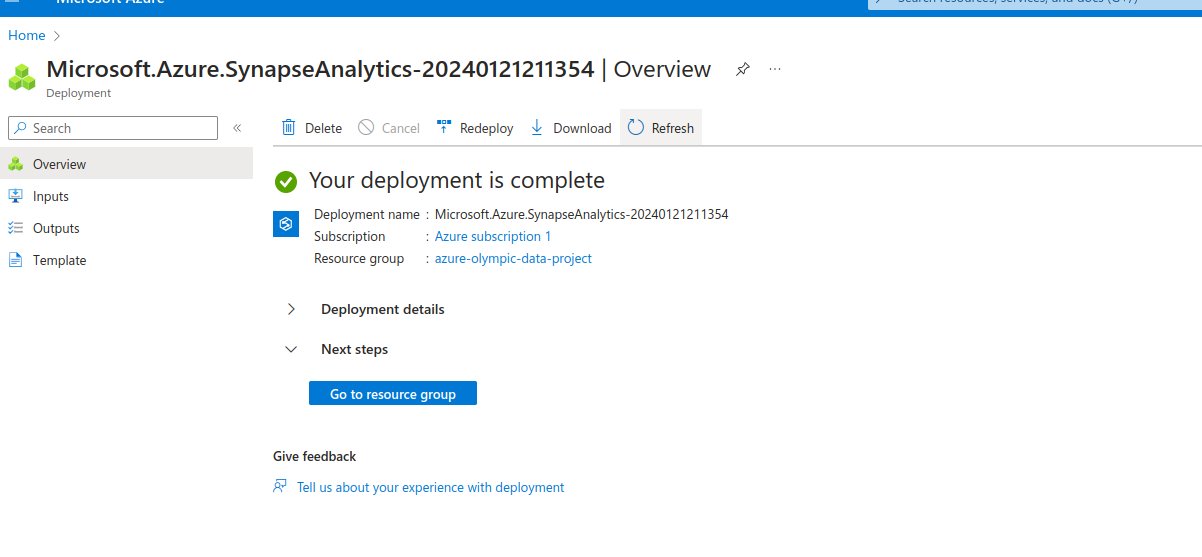 Microsoft Azure
Search resources, services, and docs (G+/)
Home
Microsoft.Azure.SynapseAnalytics-20240121211354 | Overview
Deployment
Search
Delete
Cancel
Redeploy
Download
Refresh
Overview
Inputs
Outputs
Template
Your deployment is complete
Deployment name : Microsoft.Azure.SynapseAnalytics-20240121211354
Subscription : Azure subscription 1
Resource group : azure-olympic-data-project
Deployment details
Next steps
Go to resource group
Give feedback
Tell us about your experience with deployment